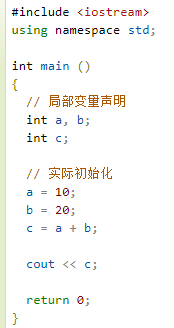 #include <iostream>
using namespace std;
int main ()
{
// 局部变量声明
int a, b;
int c;
// 实际初始化
a = 10;
b = 20;
c = a + b;
cout << c;
return 0;
}